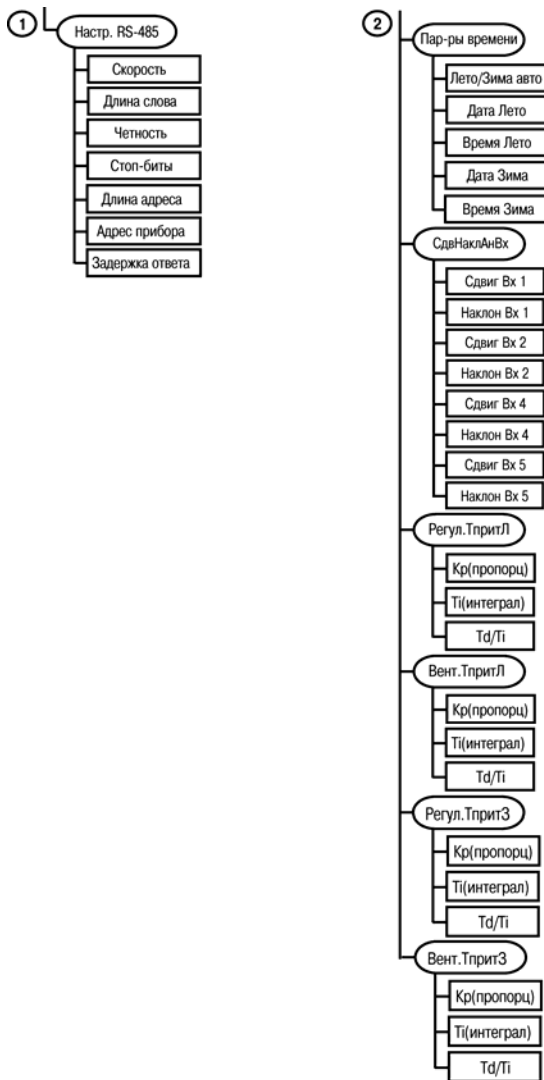 1
Настр. RS-485
Скорость
Длина слова
Четность
Стоп-биты
Длина адреса
Адрес прибора
Задержка ответа
2
Пар-ры времени
Лето/Зима авто
Дата Лето
Время Лето
Дата Зима
Время Зима
СдвНаклАнВх
Сдвиг Вх 1
Наклон Вх 1
Сдвиг Вх 2
Наклон Вх 2
Сдвиг Вх 4
Наклон Вх 4
Сдвиг Вх 5
Наклон Вх 5
Регул.ТпритЛ
Кр(пропорц)
Ti(интеграл)
Td/Ti
Вент.ТпритЛ
Кр(пропорц)
Ti(интеграл)
Td/Ti
Регул.ТпритЗ
Кр(пропорц)
Ti(интеграл)
Td/Ti
Вент.ТпритЗ
Кр(пропорц)
Ti(интеграл)
Td/Ti